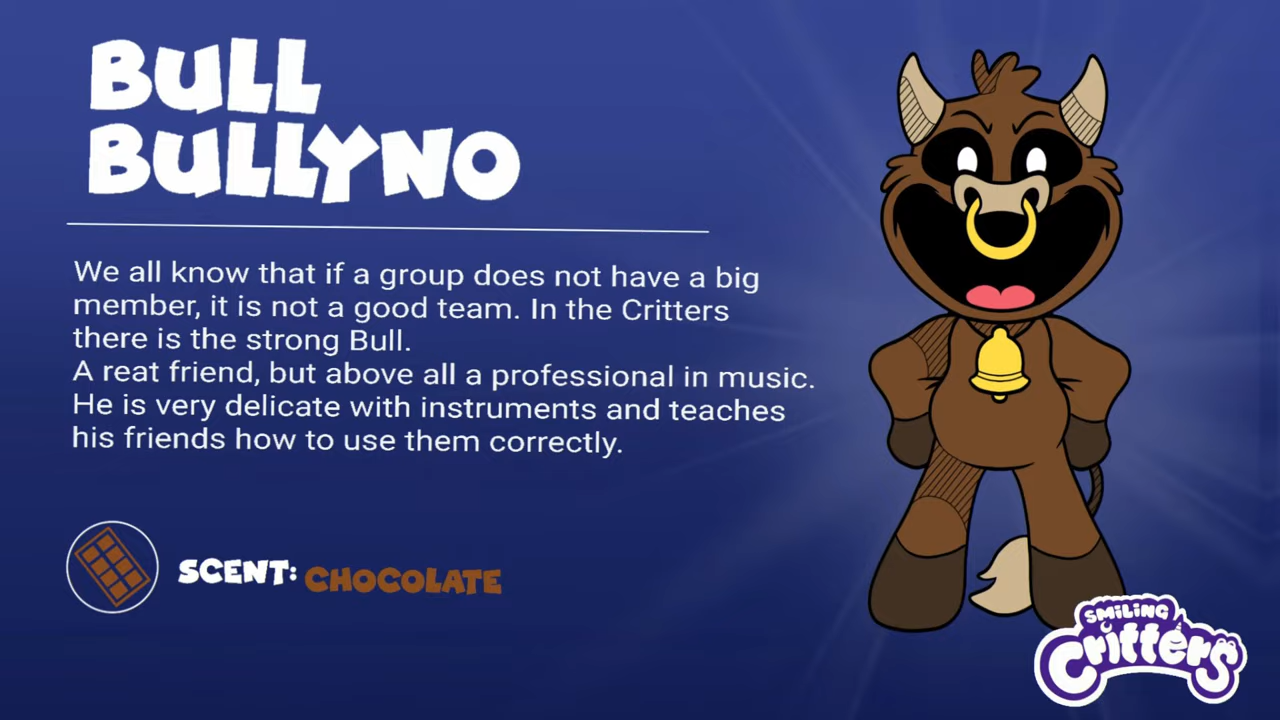 BULL
BULLYNO
We all know that if a group does not have a big
member, it is not a good team. In the Critters
there is the strong Bull.
A reat friend, but above all a professional in music.
He is very delicate with instruments and teaches
his friends how to use them correctly.
SCENT: CHOCOLATE
SMiLiNG
Critters